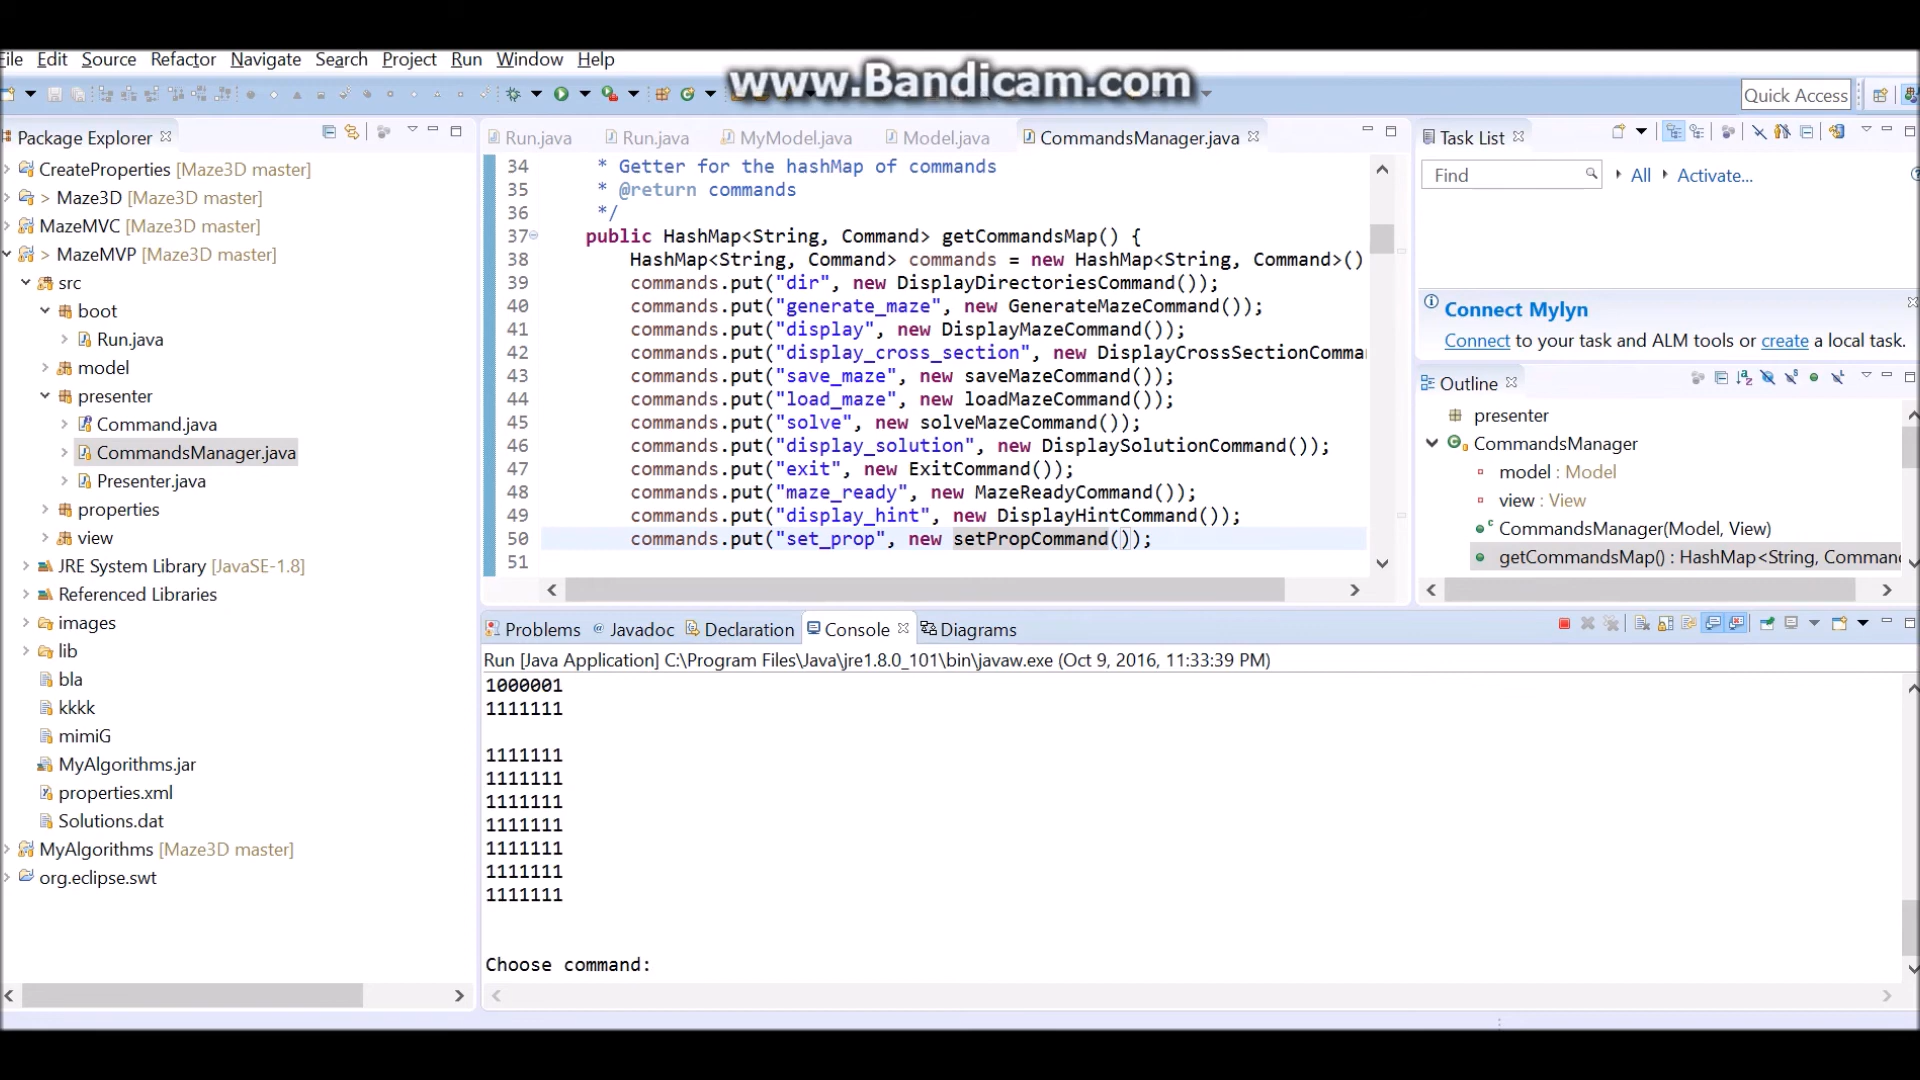 File Edit Source Refactor Navigate Search Project Run Window Help
www.Bandicam.com
Quick Access
Package Explorer
CreateProperties [Maze3D master]
> Maze3D [Maze3D master]
MazeMVC [Maze3D master]
> MazeMVP [Maze3D master]
src
boot
Run.java
model
presenter
Command.java
CommandsManager.java
Presenter.java
properties
view
JRE System Library [JavaSE-1.8]
Referenced Libraries
images
lib
bla
kkkk
mimiG
MyAlgorithms.jar
properties.xml
Solutions.dat
MyAlgorithms [Maze3D master]
org.eclipse.swt
Run.java Run.java MyModel.java Model.java CommandsManager.java
34 * Getter for the hashMap of commands
35 * @return commands
36 */
37 public HashMap<String, Command> getCommandsMap() {
38 HashMap<String, Command> commands = new HashMap<String, Command>()
39 commands.put("dir", new DisplayDirectoriesCommand());
40 commands.put("generate_maze", new GenerateMazeCommand());
41 commands.put("display", new DisplayMazeCommand());
42 commands.put("display_cross_section", new DisplayCrossSectionComma
43 commands.put("save_maze", new saveMazeCommand());
44 commands.put("load_maze", new loadMazeCommand());
45 commands.put("solve", new solveMazeCommand());
46 commands.put("display_solution", new DisplaySolutionCommand());
47 commands.put("exit", new ExitCommand());
48 commands.put("maze_ready", new MazeReadyCommand());
49 commands.put("display_hint", new DisplayHintCommand());
50 commands.put("set_prop", new setPropCommand());
51
Task List
Find All Activate...
Connect Mylyn
Connect to your task and ALM tools or create a local task.
Outline
presenter
CommandsManager
model : Model
view : View
CommandsManager(Model, View)
getCommandsMap() : HashMap<String, Comman
Problems @ Javadoc Declaration Console Diagrams
Run [Java Application] C:\Program Files\Java\jre1.8.0_101\bin\javaw.exe (Oct 9, 2016, 11:33:39 PM)
1000001
1111111
1111111
1111111
1111111
1111111
1111111
1111111
1111111
Choose command: